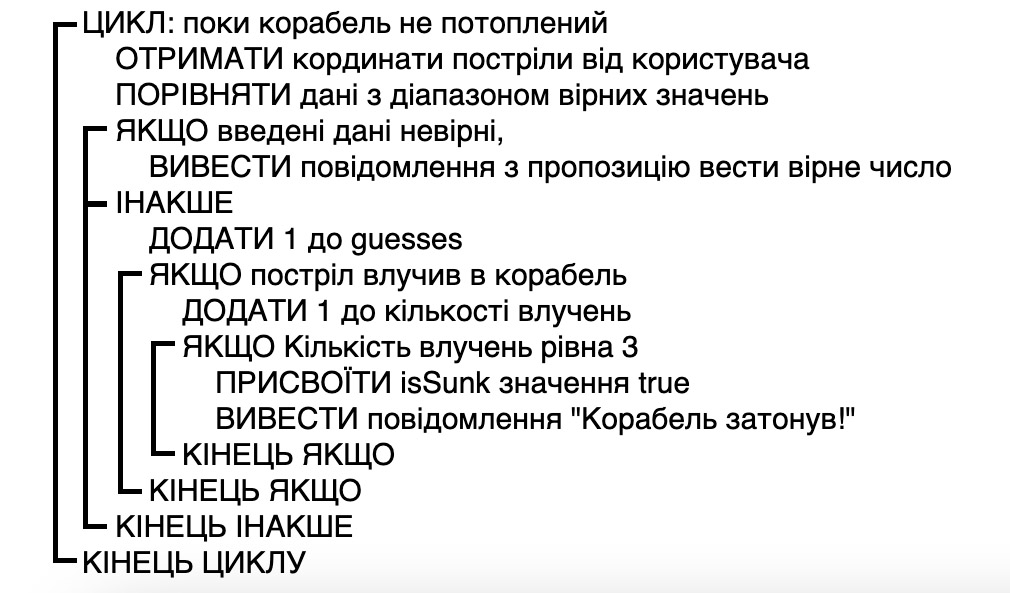 ЦИКЛ: поки корабель не потоплений
ОТРИМАТИ кординати постріли від користувача
ПОРІВНЯТИ дані з діапазоном вірних значень
ЯКЩО введені дані невірні,
ВИВЕСТИ повідомлення з пропозицію вести вірне число
ІНАКШЕ
ДОДАТИ 1 до guesses
ЯКЩО постріл влучив в корабель
ДОДАТИ 1 до кількості влучень
ЯКЩО Кількість влучень рівна 3
ПРИСВОЇТИ isSunk значення true
ВИВЕСТИ повідомлення "Корабель затонув!"
КІНЕЦЬ ЯКЩО
КІНЕЦЬ ЯКЩО
КІНЕЦЬ ІНАКШЕ
КІНЕЦЬ ЦИКЛУ